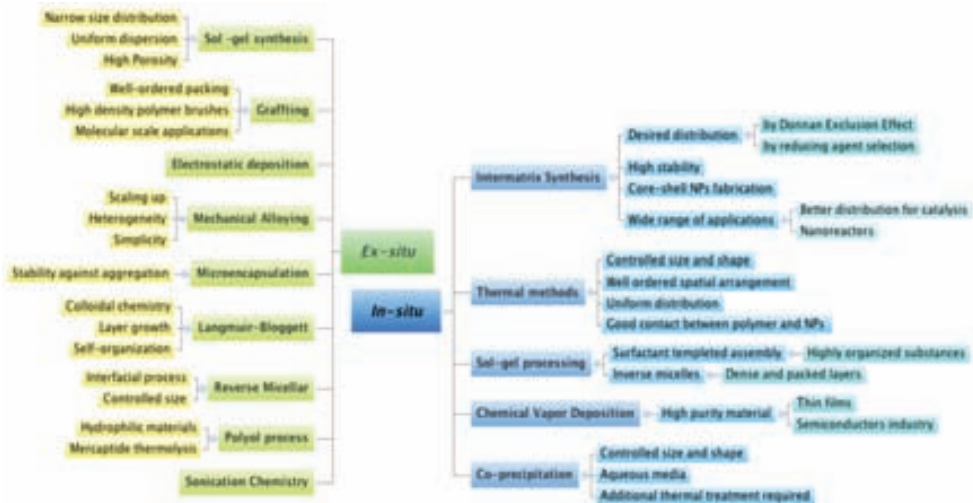 Narrow size distribution
Uniform dispersion
High Porosity
Sol -gel synthesis
Well-ordered packing
High density polymer brushes
Molecular scale applications
Graffting
Electrostatic deposition
Scaling up
Heterogeneity
Simplicity
Mechanical Alloying
Stability against aggregation
Microencapsulation
Colloidal chemistry
Layer growth
Self-organization
Langmuir-Bloggett
Interfacial process
Controlled size
Reverse Micellar
Hydrophilic materials
Mercaptide thermolysis
Polyol process
Sonication Chemistry
Ex-situ
In-situ
Intermatrix Synthesis
Desired distribution
by Donnan Exclusion Effect
by reducing agent selection
High stability
Core-shell NPs fabrication
Wide range of applications
Better distribution for catalysis
Nanoreactors
Thermal methods
Controlled size and shape
Well ordered spatial arrangement
Uniform distribution
Good contact between polymer and NPs
Sol-gel processing
Surfactant templeted assembly
Highly organized substances
Inverse micelles
Dense and packed layers
Chemical Vapor Deposition
High purity material
Thin films
Semiconductors industry
Co-precipitation
Controlled size and shape
Aqueous media
Additional thermal treatment required